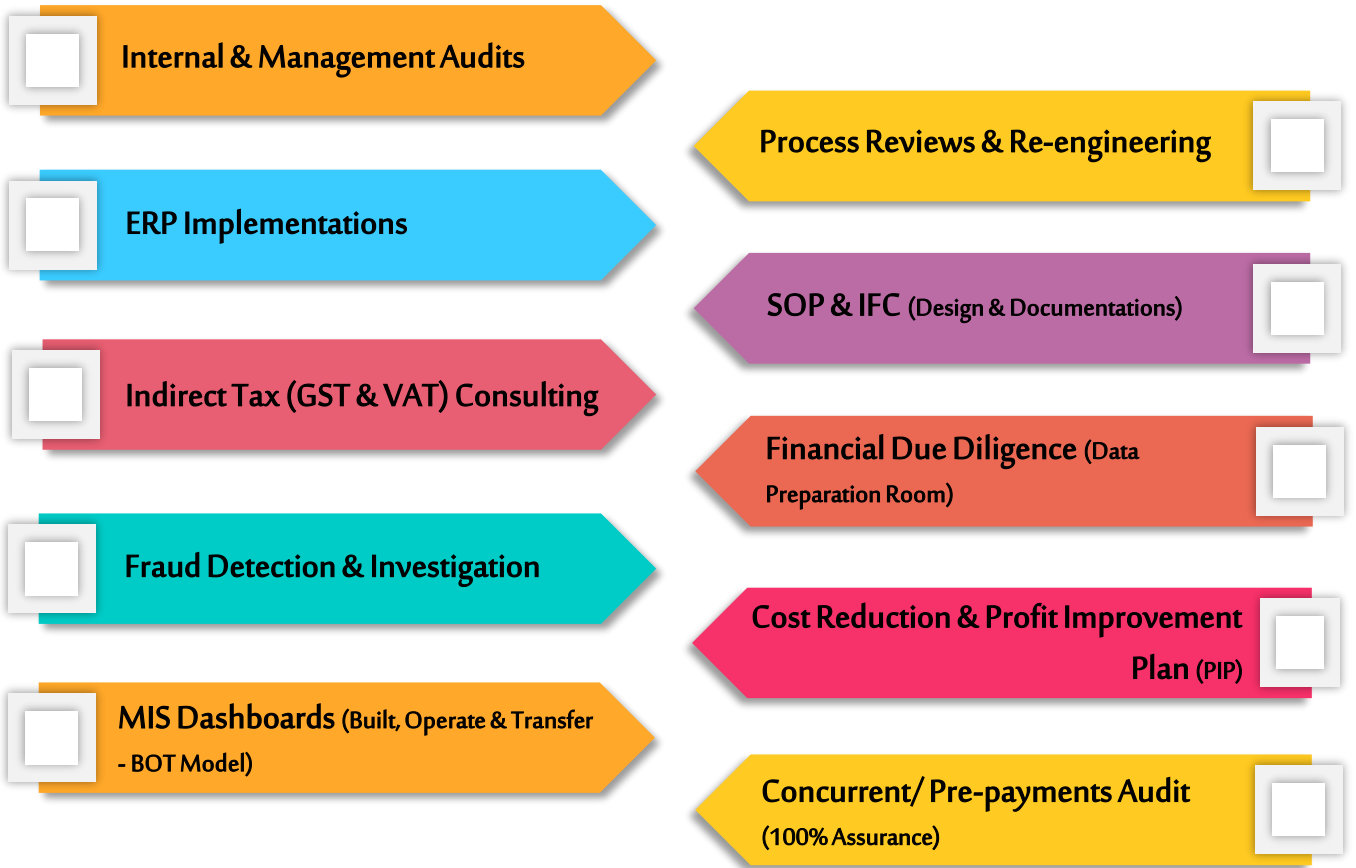 Internal & Management Audits
Process Reviews & Re-engineering
ERP Implementations
SOP & IFC (Design & Documentations)
Indirect Tax (GST & VAT) Consulting
Financial Due Diligence (Data
Preparation Room)
Fraud Detection & Investigation
Cost Reduction & Profit Improvement
Plan (PIP)
MIS Dashboards (Built, Operate & Transfer
- BOT Model)
Concurrent/ Pre-payments Audit
(100% Assurance)